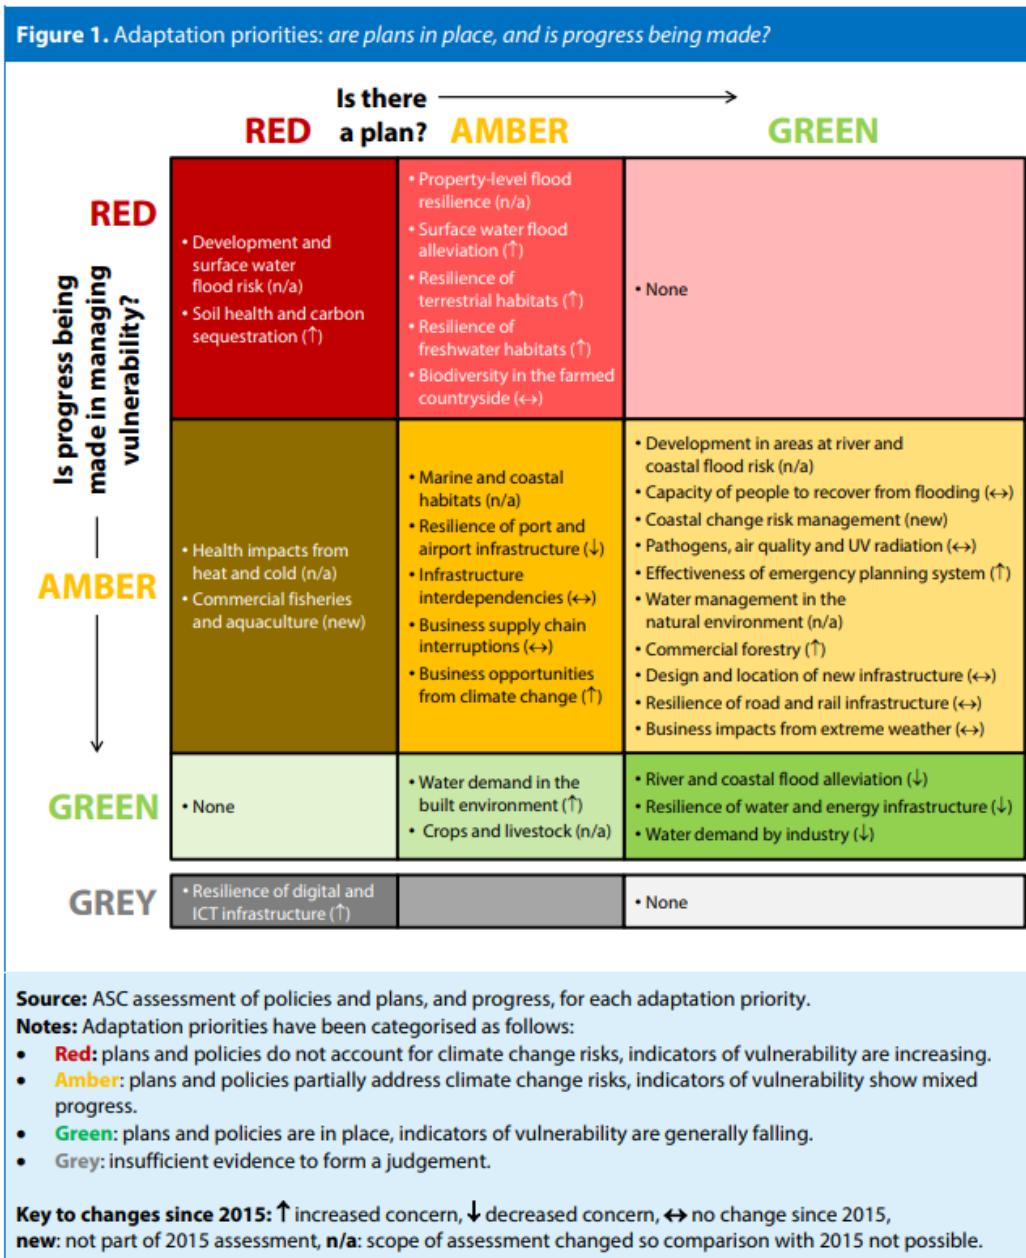 Figure 1. Adaptation priorities: are plans in place, and is progress being made?
Is there
a plan?
RED
AMBER
GREEN
Is progress being
made in managing
vulnerability?
RED
• Development and
surface water
flood risk (n/a)
• Soil health and carbon
sequestration (↑)
• Property-level flood
resilience (n/a)
• Surface water flood
alleviation (↑)
• Resilience of
terrestrial habitats (↑)
• Resilience of
freshwater habitats (↑)
• Biodiversity in the farmed
countryside (↔)
• None
AMBER
• Health impacts from
heat and cold (n/a)
• Commercial fisheries
and aquaculture (new)
• Marine and coastal
habitats (n/a)
• Resilience of port and
airport infrastructure (↓)
• Infrastructure
interdependencies (↔)
• Business supply chain
interruptions (↔)
• Business opportunities
from climate change (↑)
• Development in areas at river and
coastal flood risk (n/a)
• Capacity of people to recover from flooding (↔)
• Coastal change risk management (new)
• Pathogens, air quality and UV radiation (↔)
• Effectiveness of emergency planning system (↑)
• Water management in the
natural environment (n/a)
• Commercial forestry (↑)
• Design and location of new infrastructure (↔)
• Resilience of road and rail infrastructure (↔)
• Business impacts from extreme weather (↔)
GREEN
• None
• Water demand in the
built environment (↑)
• Crops and livestock (n/a)
• River and coastal flood alleviation (↓)
• Resilience of water and energy infrastructure (↓)
• Water demand by industry (↓)
GREY
• Resilience of digital and
ICT infrastructure (↑)
• None
Source: ASC assessment of policies and plans, and progress, for each adaptation priority.
Notes: Adaptation priorities have been categorised as follows:
• Red: plans and policies do not account for climate change risks, indicators of vulnerability are increasing.
• Amber: plans and policies partially address climate change risks, indicators of vulnerability show mixed
progress.
• Green: plans and policies are in place, indicators of vulnerability are generally falling.
• Grey: insufficient evidence to form a judgement.
Key to changes since 2015: ↑ increased concern, ↓ decreased concern, ↔ no change since 2015,
new: not part of 2015 assessment, n/a: scope of assessment changed so comparison with 2015 not possible.